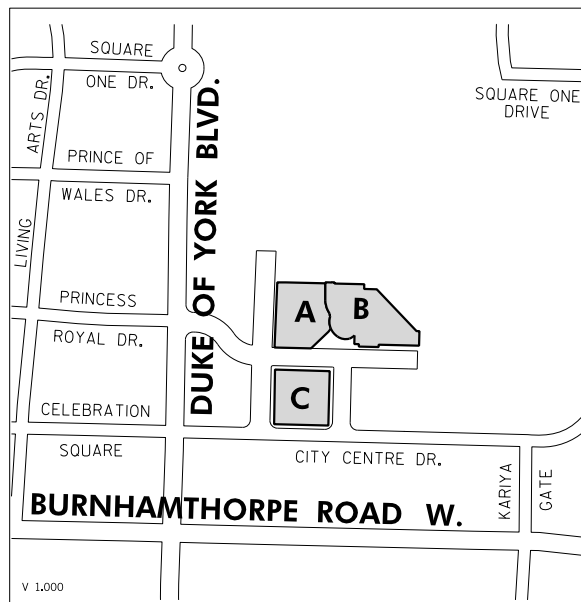 SQUARE
ONE DR.
ARTS DR.
DUKE OF YORK BLVD.
SQUARE ONE
DRIVE
PRINCE OF
WALES DR.
LIVING
PRINCESS
ROYAL DR.
A
B
C
CELEBRATION
SQUARE
CITY CENTRE DR.
KARIYA
GATE
BURNHAMTHORPE ROAD W.
V 1.000